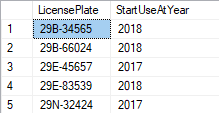 LicensePlate StartUseAtYear
1 29B-34565 2018
2 29B-66024 2018
3 29E-45657 2017
4 29E-83539 2018
5 29N-32424 2017